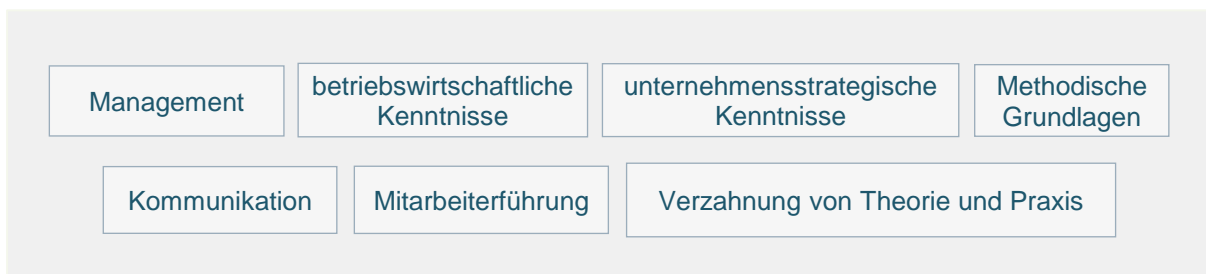 Management
betriebswirtschaftliche
Kenntnisse
unternehmensstrategische
Kenntnisse
Methodische
Grundlagen
Kommunikation
Mitarbeiterführung
Verzahnung von Theorie und Praxis